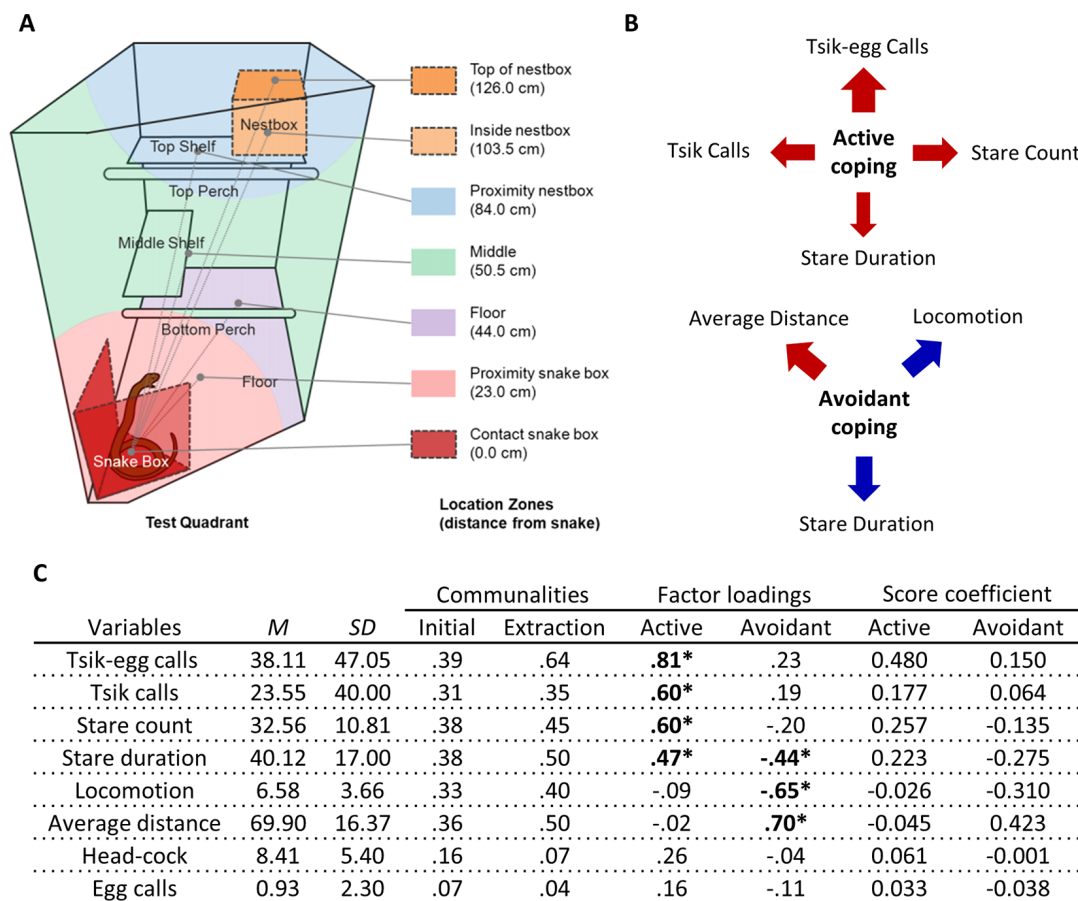 A
Top Shelf
Nestbox
Top Perch
Middle Shelf
Bottom Perch
Floor
Snake Box
Test Quadrant
Top of nestbox
(126.0 cm)
Inside nestbox
(103.5 cm)
Proximity nestbox
(84.0 cm)
Middle
(50.5 cm)
Floor
(44.0 cm)
Proximity snake box
(23.0 cm)
Contact snake box
(0.0 cm)
Location Zones
(distance from snake)
B
Tsik-egg Calls
Tsik Calls
Active
coping
Stare Count
Stare Duration
Average Distance
Locomotion
Avoidant
coping
Stare Duration
C
Communalities Factor loadings Score coefficient
Variables M SD Initial Extraction Active Avoidant Active Avoidant
Tsik-egg calls 38.11 47.05 .39 .64 .81* .23 0.480 0.150
Tsik calls 23.55 40.00 .31 .35 .60* .19 0.177 0.064
Stare count 32.56 10.81 .38 .45 .60* -.20 0.257 -0.135
Stare duration 40.12 17.00 .38 .50 .47* -.44* 0.223 -0.275
Locomotion 6.58 3.66 .33 .40 -.09 -.65* -0.026 -0.310
Average distance 69.90 16.37 .36 .50 -.02 .70* -0.045 0.423
Head-cock 8.41 5.40 .16 .07 .26 -.04 0.061 -0.001
Egg calls 0.93 2.30 .07 .04 .16 -.11 0.033 -0.038